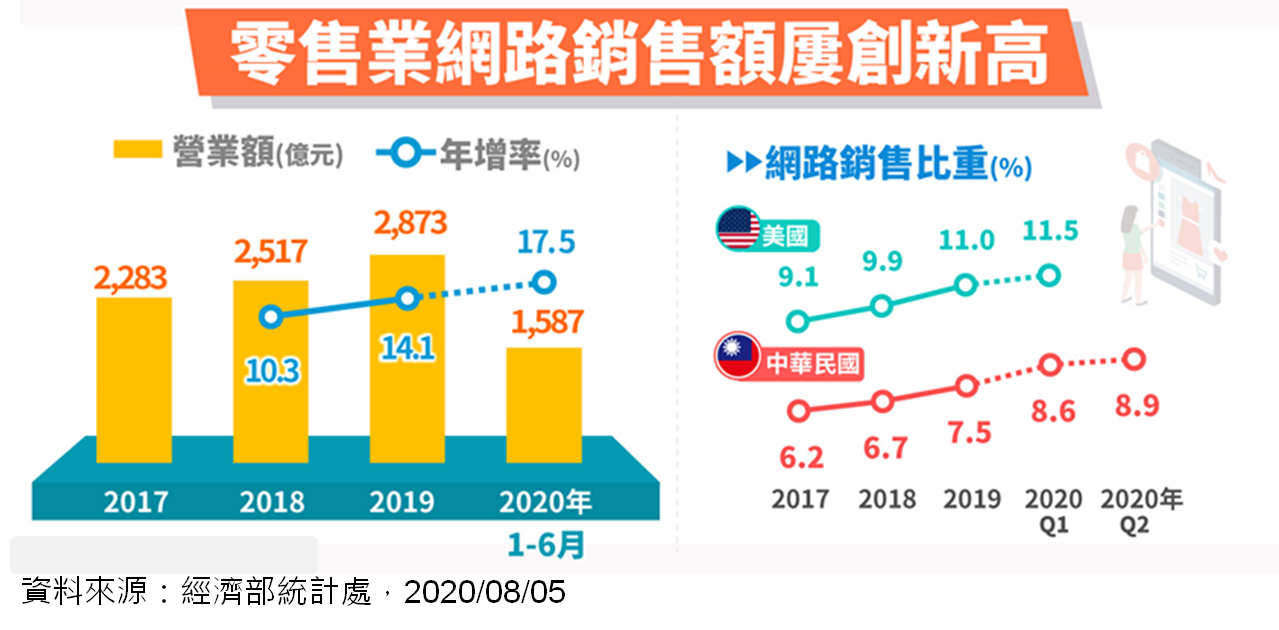 零售業網路銷售額屢創新高
營業額(億元) 年增率(%)
2,283
2,517
2,873
17.5
1,587
10.3
14.1
2017 2018 2019 2020年
1-6月
網路銷售比重(%)
美國
9.1 9.9 11.0 11.5
中華民國
6.2 6.7 7.5 8.6 8.9
2017 2018 2019 2020 2020年
Q1 Q2
資料來源：經濟部統計處，2020/08/05